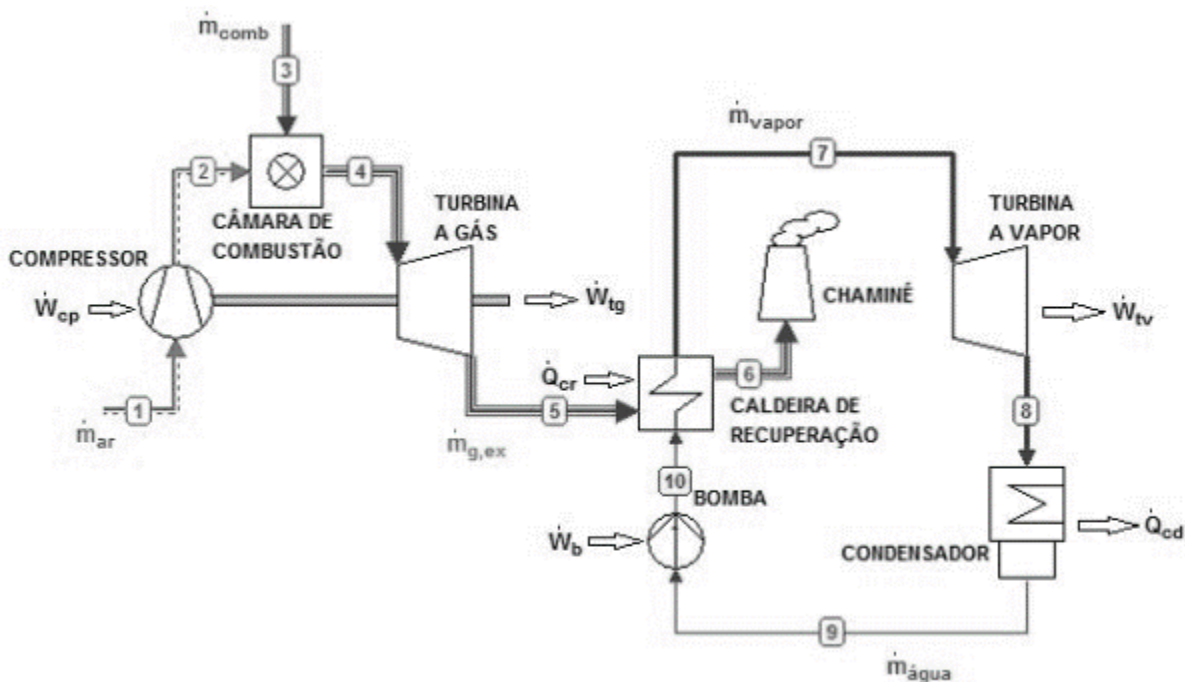 ṁcomb
3
ṁvapor
2
4
7
CÂMARA DE
COMBUSTÃO
TURBINA
A GÁS
TURBINA
A VAPOR
COMPRESSOR
Ẇcp
Ẇtg
CHAMINÉ
Ẇtv
1
ṁar
Q̇cr
5
6
CALDEIRA DE
RECUPERAÇÃO
8
ṁg,ex
10
BOMBA
Ẇb
CONDENSADOR
Q̇cd
9
ṁágua